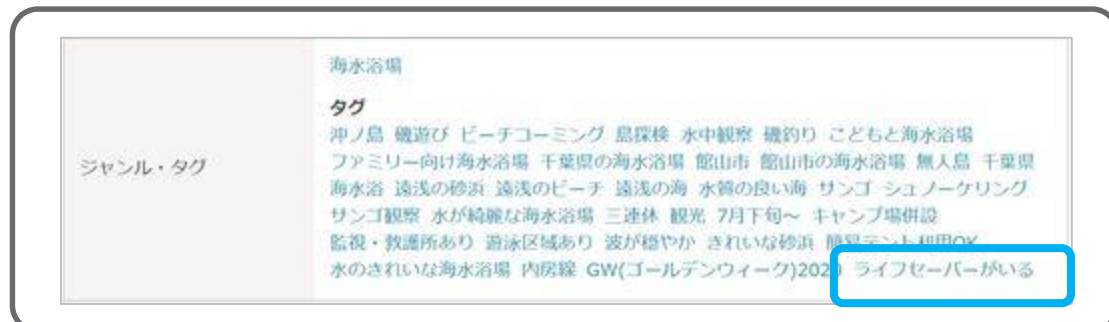 海水浴場
タグ
沖ノ島 磯遊び ビーチコーミング 島探検 水中観察 磯釣り こどもと海水浴場
ジャンル・タグ
ファミリー向け海水浴場 千葉県の海水浴場 館山市 館山市の海水浴場 無人島 千葉県
海水浴 遠浅の砂浜 遠浅のビーチ 遠浅の海 水質の良い海 サンゴ シュノーケリング
サンゴ観察 水が綺麗な海水浴場 三連休 観光 7月下旬～ キャンプ場併設
監視・救護所あり 遊泳区域あり 波が穏やか きれいな砂浜 簡易テント利用OK
水のきれいな海水浴場 内房線 GW(ゴールデンウィーク)2020 ライフセーバーがいる